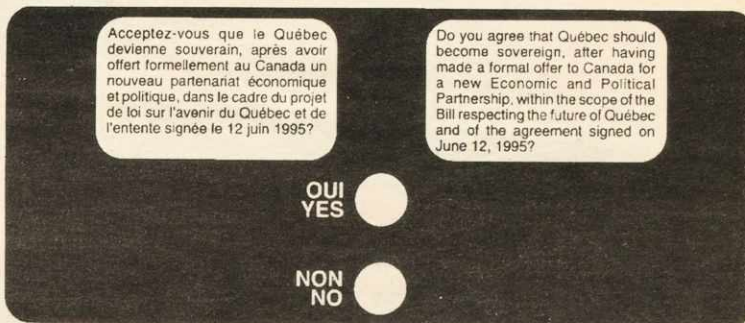 Acceptez-vous que le Québec
devienne souverain, après avoir
offert formellement au Canada un
nouveau partenariat économique
et politique, dans le cadre du projet
de loi sur l'avenir du Québec et de
l'entente signée le 12 juin 1995?
Do you agree that Québec should
become sovereign, after having
made a formal offer to Canada for
a new Economic and Political
Partnership, within the scope of the
Bill respecting the future of Québec
and of the agreement signed on
June 12, 1995?
OUI
YES
NON
NO